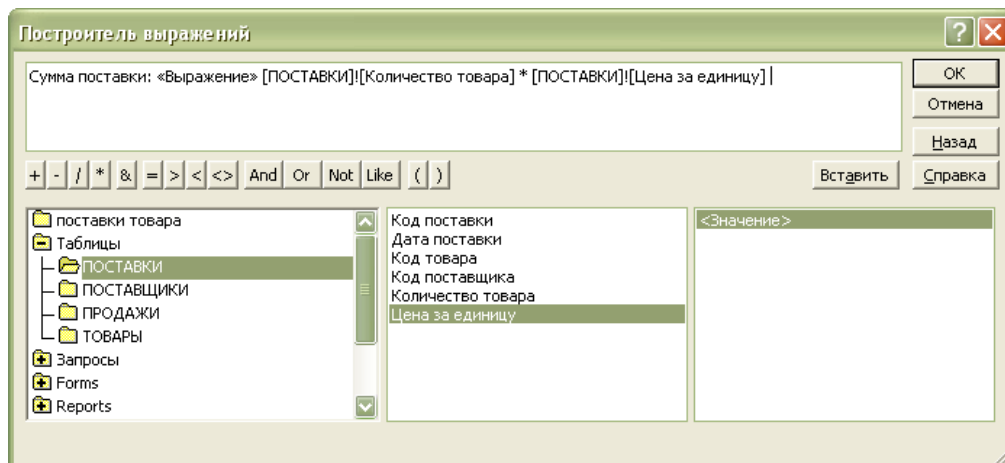 Построитель выражений
Сумма поставки: «Выражение» [ПОСТАВКИ]![Количество товара] * [ПОСТАВКИ]![Цена за единицу]
ОК
Отмена
Назад
Справка
+ - / * & = > < <> And Or Not Like ( ) Вставить
поставки товара
Таблицы
ПОСТАВКИ
ПОСТАВЩИКИ
ПРОДАЖИ
ТОВАРЫ
Запросы
Forms
Reports
Код поставки
Дата поставки
Код товара
Код поставщика
Количество товара
Цена за единицу
<Значение>